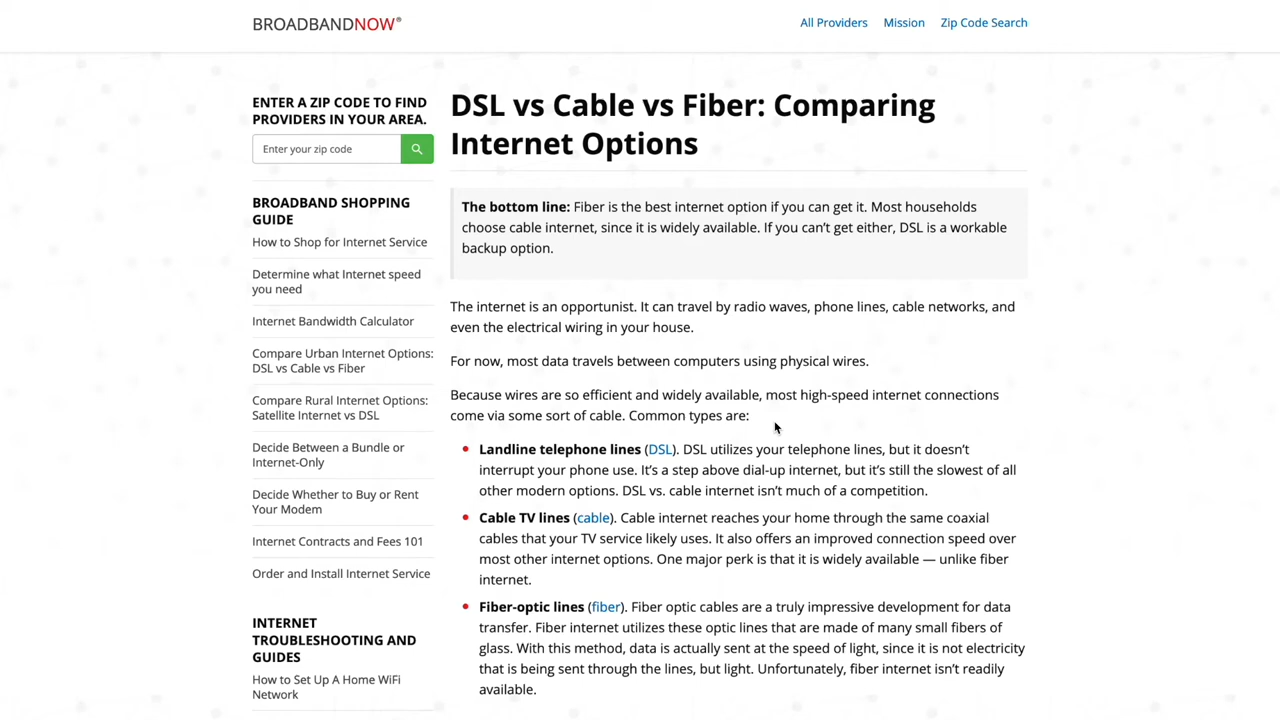 BROADBANDNOW®
All Providers
Mission
Zip Code Search
ENTER A ZIP CODE TO FIND
PROVIDERS IN YOUR AREA.
Enter your zip code
BROADBAND SHOPPING
GUIDE
How to Shop for Internet Service
Determine what Internet speed
you need
Internet Bandwidth Calculator
Compare Urban Internet Options:
DSL vs Cable vs Fiber
Compare Rural Internet Options:
Satellite Internet vs DSL
Decide Between a Bundle or
Internet-Only
Decide Whether to Buy or Rent
Your Modem
Internet Contracts and Fees 101
Order and Install Internet Service
INTERNET
TROUBLESHOOTING AND
GUIDES
How to Set Up A Home WiFi
Network
DSL vs Cable vs Fiber: Comparing
Internet Options
The bottom line: Fiber is the best internet option if you can get it. Most households
choose cable internet, since it is widely available. If you can't get either, DSL is a workable
backup option.
The internet is an opportunist. It can travel by radio waves, phone lines, cable networks, and
even the electrical wiring in your house.
For now, most data travels between computers using physical wires.
Because wires are so efficient and widely available, most high-speed internet connections
come via some sort of cable. Common types are:
• Landline telephone lines (DSL). DSL utilizes your telephone lines, but it doesn't
interrupt your phone use. It's a step above dial-up internet, but it's still the slowest of all
other modern options. DSL vs. cable internet isn't much of a competition.
• Cable TV lines (cable). Cable internet reaches your home through the same coaxial
cables that your TV service likely uses. It also offers an improved connection speed over
most other internet options. One major perk is that it is widely available — unlike fiber
internet.
• Fiber-optic lines (fiber). Fiber optic cables are a truly impressive development for data
transfer. Fiber internet utilizes these optic lines that are made of many small fibers of
glass. With this method, data is actually sent at the speed of light, since it is not electricity
that is being sent through the lines, but light. Unfortunately, fiber internet isn't readily
available.